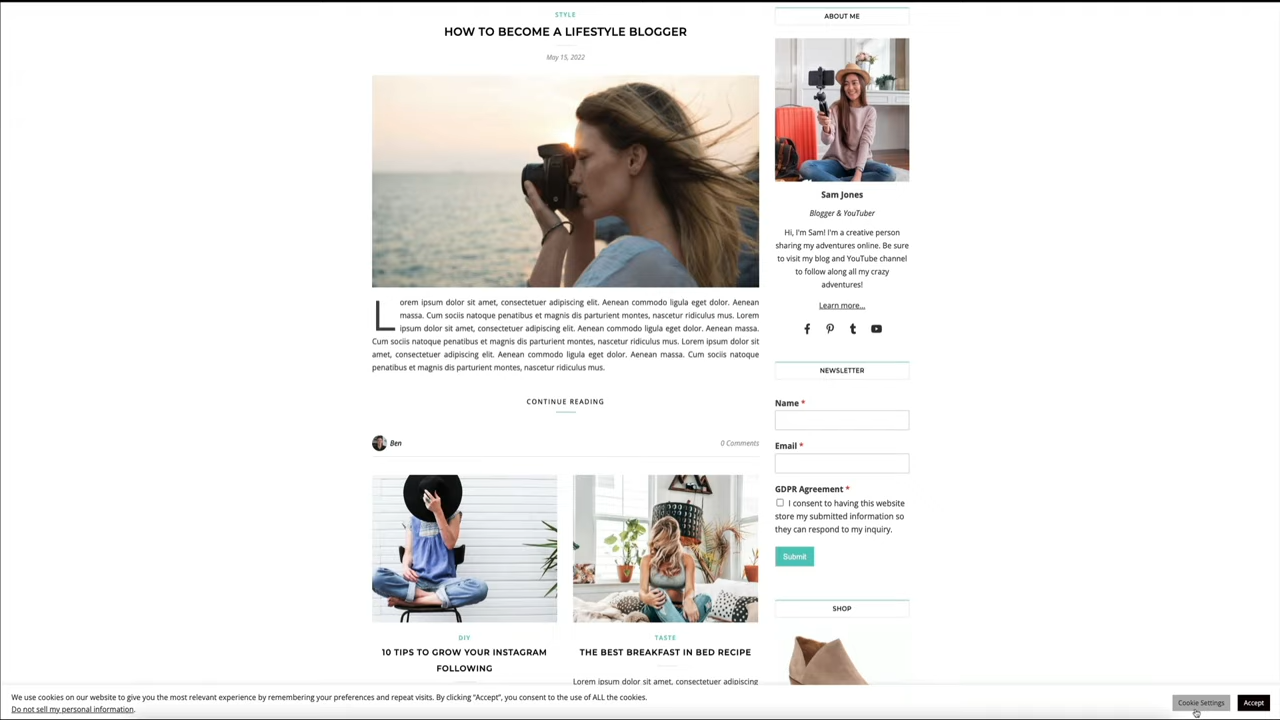 STYLE
HOW TO BECOME A LIFESTYLE BLOGGER
May 15, 2022
Lorem ipsum dolor sit amet, consectetuer adipiscing elit. Aenean commodo ligula eget dolor. Aenean
massa. Cum sociis natoque penatibus et magnis dis parturient montes, nascetur ridiculus mus. Lorem
ipsum dolor sit amet, consectetuer adipiscing elit. Aenean commodo ligula eget dolor. Aenean massa.
Cum sociis natoque penatibus et magnis dis parturient montes, nascetur ridiculus mus. Lorem ipsum dolor sit
amet, consectetuer adipiscing elit. Aenean commodo ligula eget dolor. Aenean massa. Cum sociis natoque
penatibus et magnis dis parturient montes, nascetur ridiculus mus.
CONTINUE READING
Ben
0 Comments
DIY
10 TIPS TO GROW YOUR INSTAGRAM
FOLLOWING
TASTE
THE BEST BREAKFAST IN BED RECIPE
Lorem ipsum dolor sit amet, consectetuer adipiscing
ABOUT ME
Sam Jones
Blogger & YouTuber
Hi, I'm Sam! I'm a creative person
sharing my adventures online. Be sure
to visit my blog and YouTube channel
to follow along all my crazy
adventures!
Learn more...
NEWSLETTER
Name *
Email *
GDPR Agreement *
I consent to having this website
store my submitted information so
they can respond to my inquiry.
Submit
SHOP
We use cookies on our website to give you the most relevant experience by remembering your preferences and repeat visits. By clicking "Accept", you consent to the use of ALL the cookies.
Do not sell my personal information.
Cookie Settings
Accept